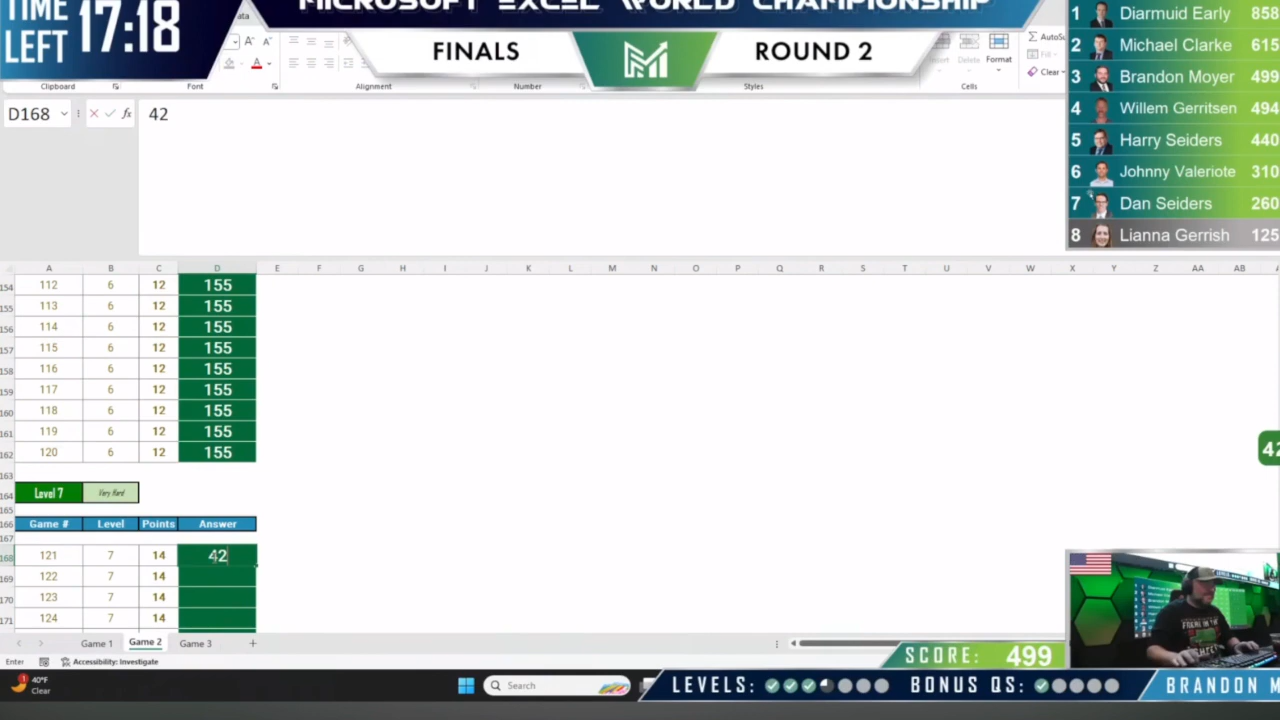 TIME LEFT 17:18
MICROSOFT EXCEL WORLD CHAMPIONSHIP
FINALS
ROUND 2
ata
Clipboard
Font
Alignment
Number
Styles
Cells
Format
Delete
AutoSu
Fill
Clear
1 Diarmuid Early 858
2 Michael Clarke 615
3 Brandon Moyer 499
4 Willem Gerritsen 494
5 Harry Seiders 440
6 Johnny Valeriote 310
7 Dan Seiders 260
8 Lianna Gerrish 125
D168 fx 42
A B C D E F G H I J K L M N O P Q R S T U V W X Y Z AA AB
154 112 6 12 155
155 113 6 12 155
156 114 6 12 155
157 115 6 12 155
158 116 6 12 155
159 117 6 12 155
160 118 6 12 155
161 119 6 12 155
162 120 6 12 155
163
164 Level 7 Very Hard
165
166 Game # Level Points Answer
167
168 121 7 14 42
169 122 7 14
170 123 7 14
171 124 7 14
42
Game 1 Game 2 Game 3 +
Enter Accessibility: Investigate
SCORE: 499
1 40°F
Clear
Search
LEVELS: BONUS QS: BRANDON M